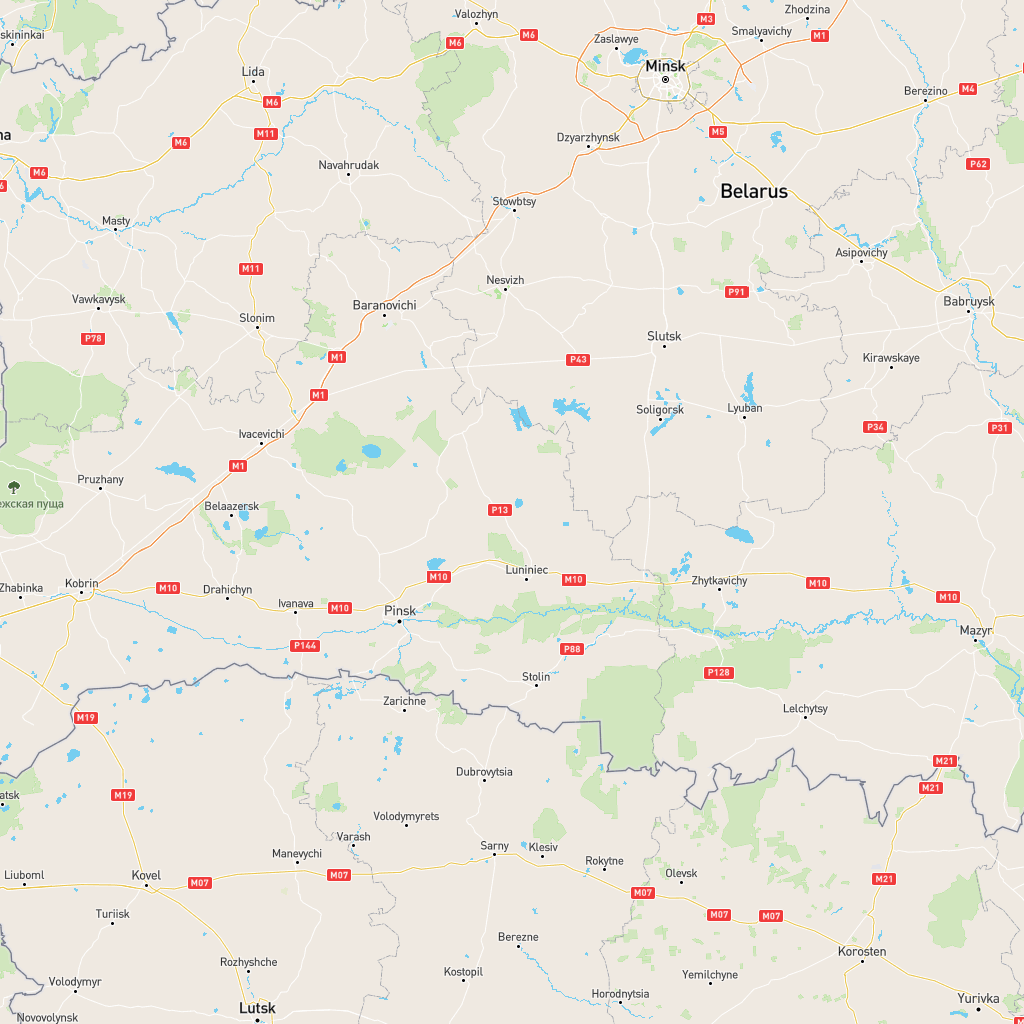 Valozhyn
Zhodzina
M3
skininkai
M6
M6
Zaslawye
Smalyavichy
M1
Minsk
Lida
M6
Berezino
M4
M11
M5
Dzyarzhynsk
M6
Navahrudak
P62
M6
Belarus
Stowbtsy
Masty
Asipovichy
M11
Nesvizh
P91
Vawkavysk
Baranovichi
Babruysk
Slonim
P78
Slutsk
M1
P43
Kirawskaye
M1
Soligorsk
Lyuban
P34
P31
Ivacevichi
M1
Pruzhany
Belaazersk
P13
жская пуща
Luniniec
M10
M10
Zhytkavichy
M10
Zhabinka
Kobrin
M10
Drahichyn
Ivanava
M10
Pinsk
M10
Mazyr
P144
P88
P128
Stolin
Zarichne
Lelchytsy
M19
M21
M21
Dubrovytsia
atsk
M19
Volodymyrets
Varash
Sarny
Klesiv
Manevychi
Rokytne
Liuboml
Kovel
M07
M07
Olevsk
M21
M07
M07
M07
Turiisk
Berezne
Korosten
Rozhyshche
Kostopil
Yemilchyne
Volodymyr
Horodnytsia
Yurivka
Lutsk
Novovolynsk